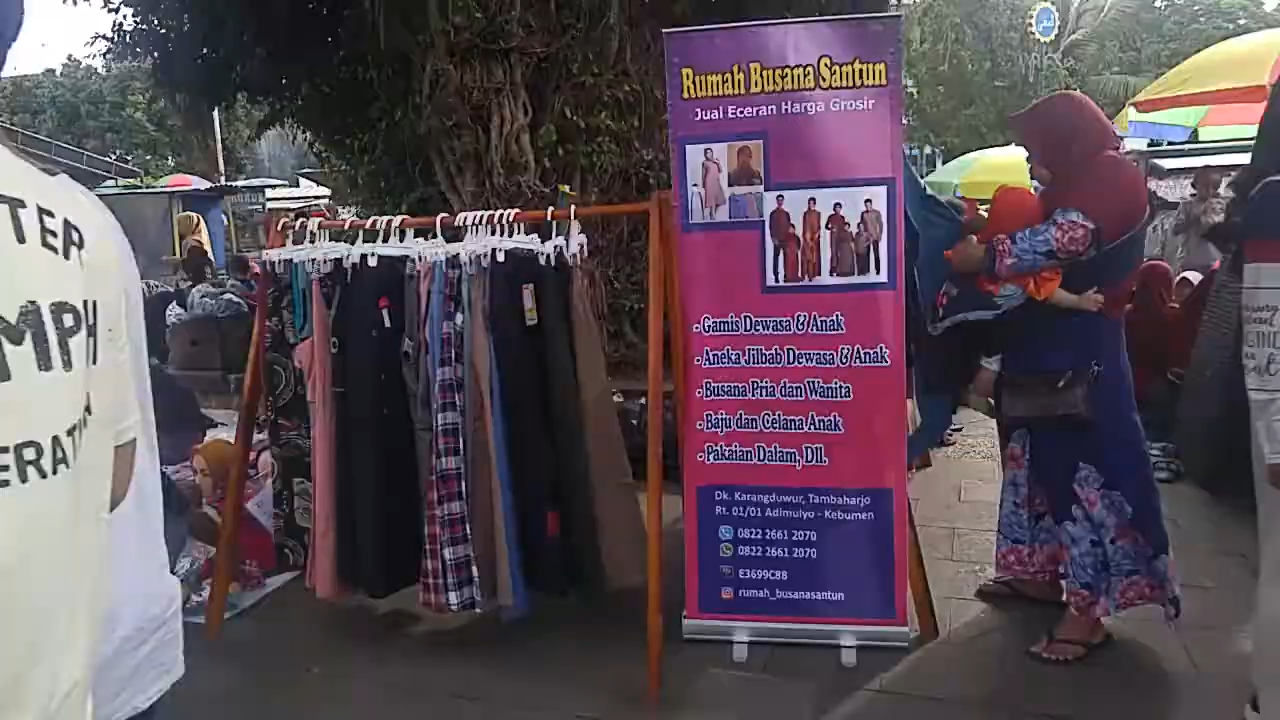 Rumah Busana Santun
Jual Eceran Harga Grosir
- Gamis Dewasa & Anak
- Aneka Jilbab Dewasa & Anak
- Busana Pria dan Wanita
- Baju dan Celana Anak
- Pakaian Dalam, Dll.
Dk. Karangduwur, Tambaharjo
Rt. 01/01 Adimulyo - Kebumen
0822 2661 2070
0822 2661 2070
E3699C88
rumah_busanasantun
TER
MPH
ERAT